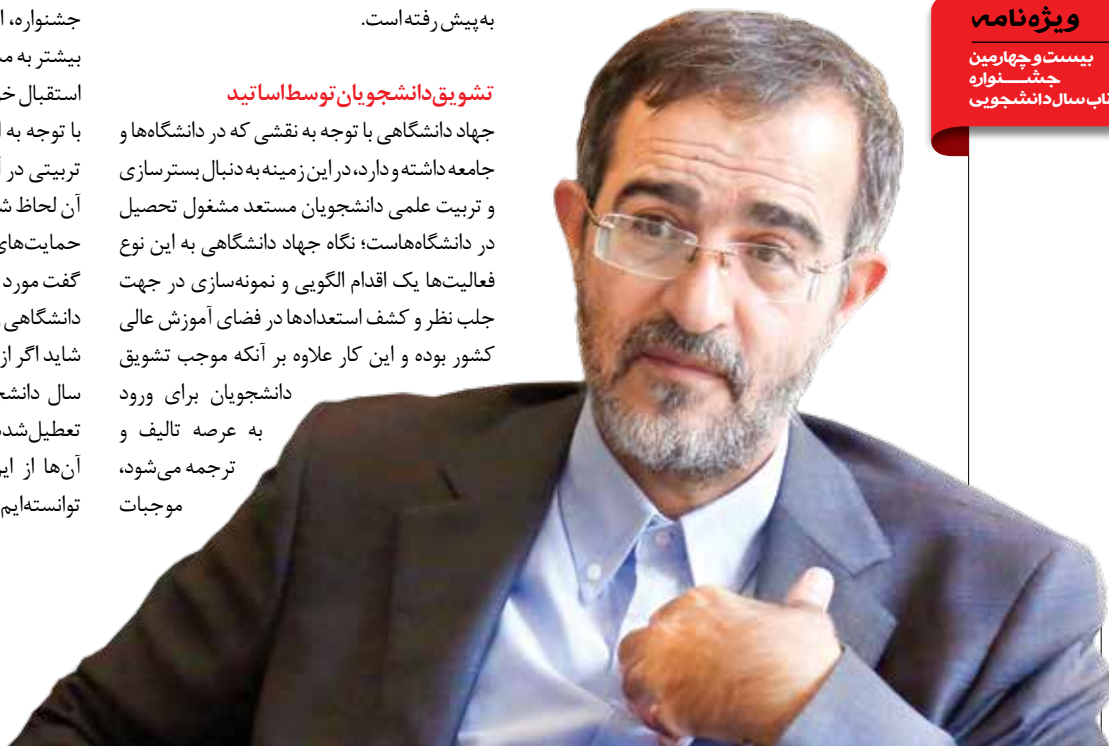 ویژه‌نامه
بیست‌و‌چهارمین
جشنواره
سال دانشجویی
به پیش رفته است.
تشویق دانشجویان توسط اساتید
جهاد دانشگاهی با توجه به نقشی که در دانشگاه‌ها و
جامعه داشته و دارد، در این زمینه به دنبال بسترسازی
و تربیت علمی دانشجویان مستعد مشغول تحصیل
در دانشگاه‌هاست؛ نگاه جهاد دانشگاهی به این نوع
فعالیت‌ها یک اقدام الگویی و نمونه‌سازی در جهت
جلب نظر و کشف استعدادها در فضای آموزش عالی
کشور بوده و این کار علاوه بر آنکه موجب تشویق
دانشجویان برای ورود
به عرصه تالیف و
ترجمه می‌شود،
موجبات
جشنواره،
بیشتر به
استقبال
با توجه به
تربیتی در
آن لحاظ
حمایت‌های
گفت مورد
دانشگاهی
شاید اگر از
سال
تعطیل‌شده
آن‌ها از
توانسته‌ایم